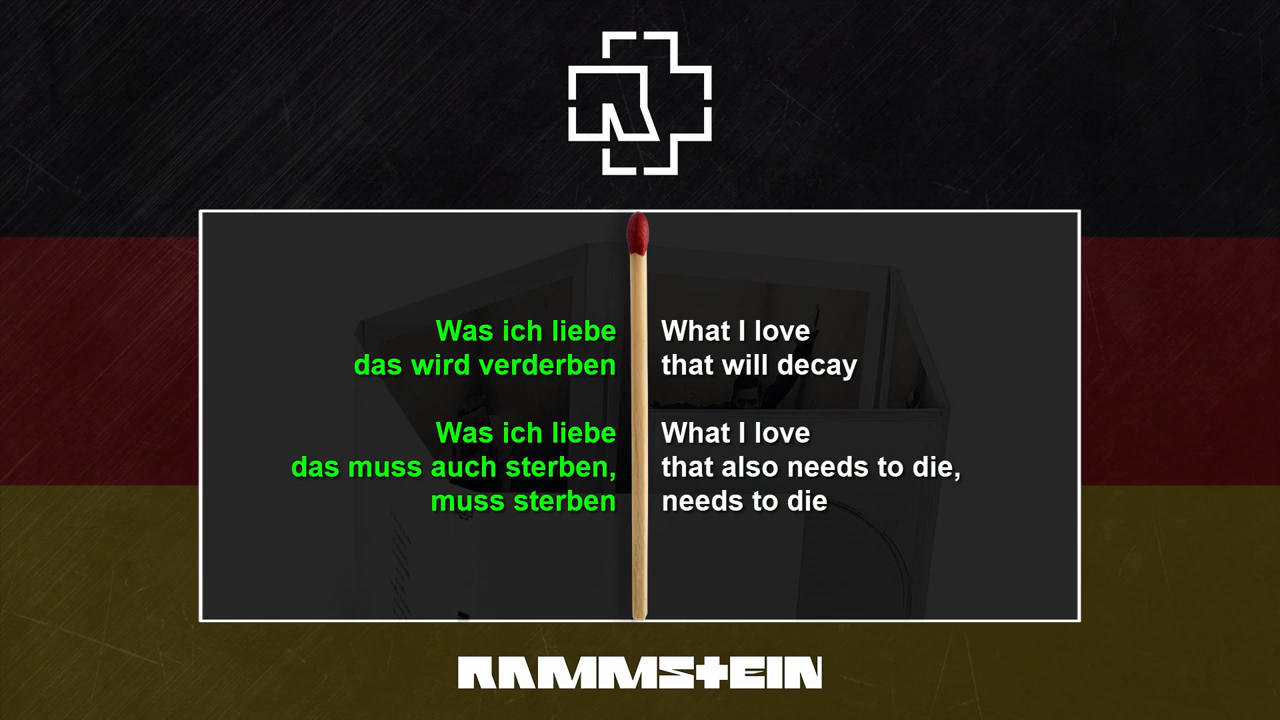 Was ich liebe
das wird verderben
Was ich liebe
das muss auch sterben,
muss sterben
What I love
that will decay
What I love
that also needs to die,
needs to die
RAMMSTEIN